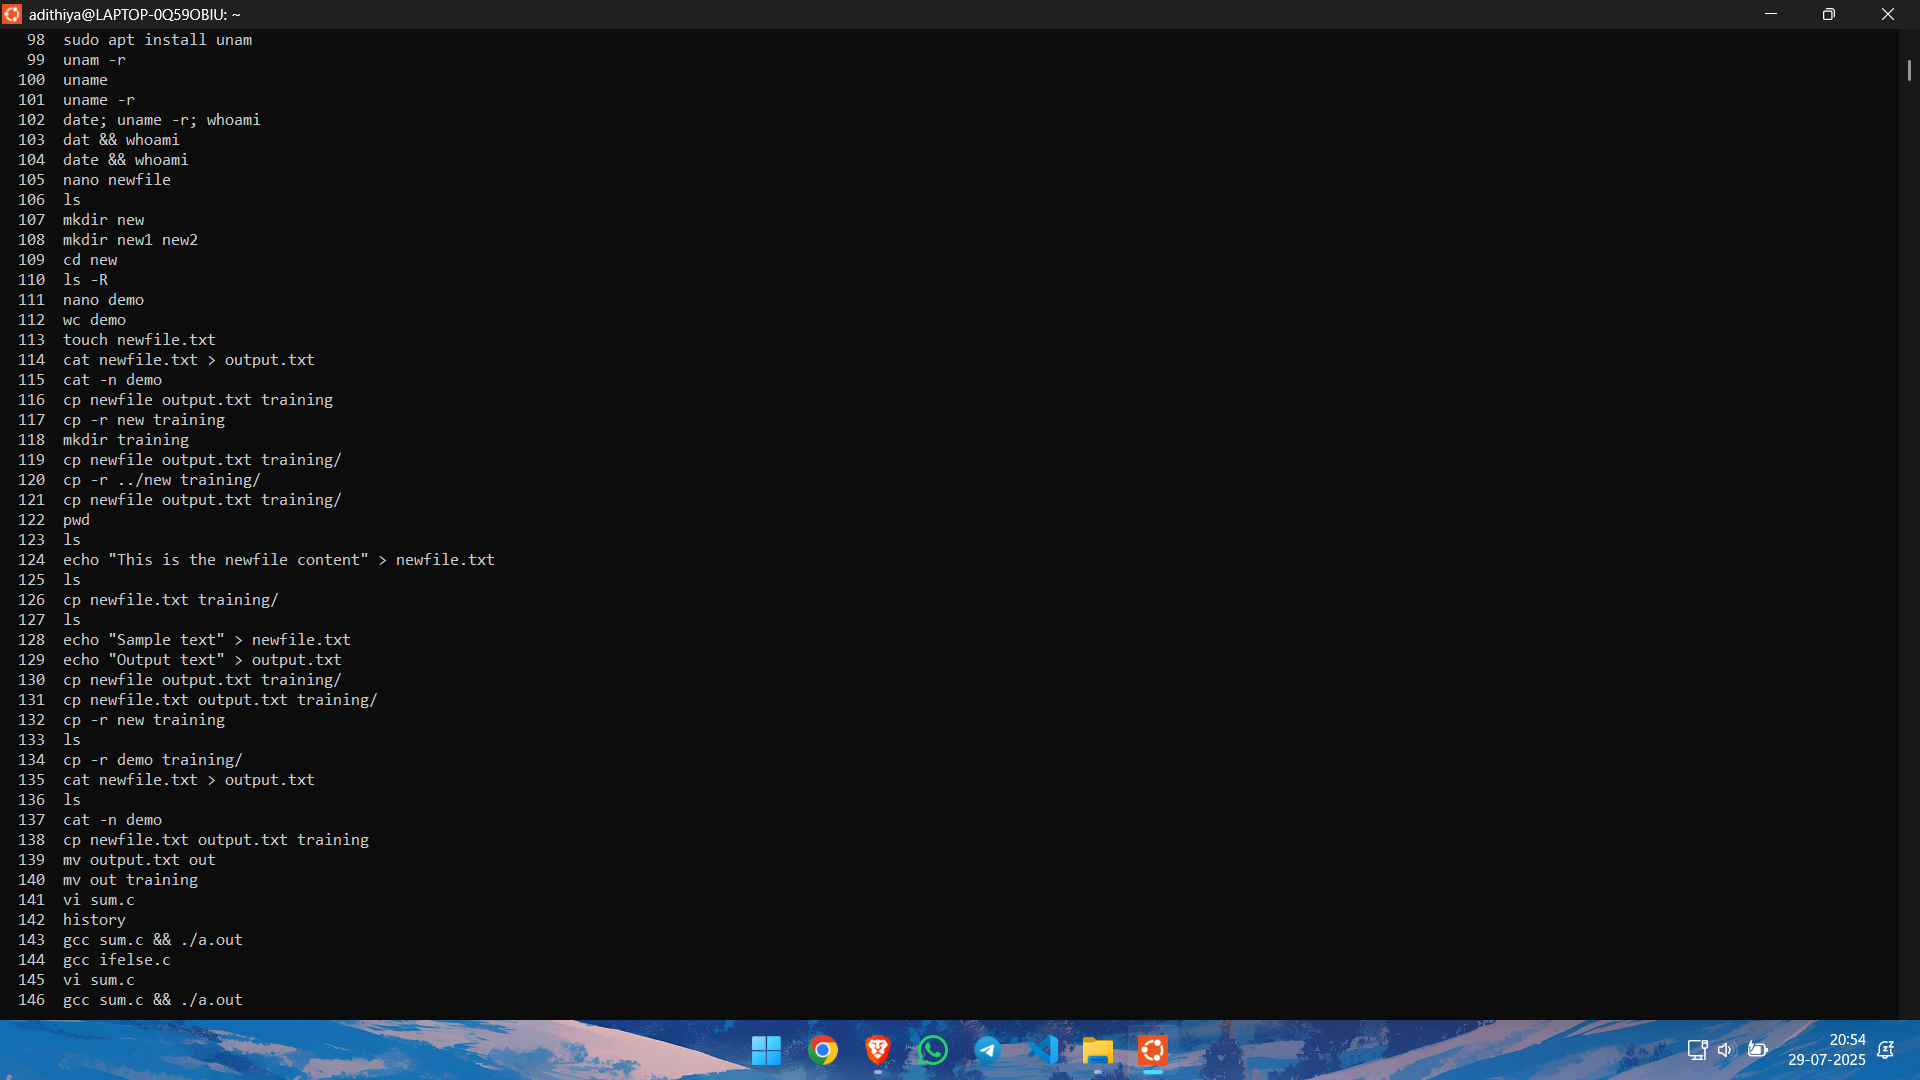 adithiya@LAPTOP-0Q59OBIU: ~
98 sudo apt install unam
99 unam -r
100 uname
101 uname -r
102 date; uname -r; whoami
103 dat && whoami
104 date && whoami
105 nano newfile
106 ls
107 mkdir new
108 mkdir new1 new2
109 cd new
110 ls -R
111 nano demo
112 wc demo
113 touch newfile.txt
114 cat newfile.txt > output.txt
115 cat -n demo
116 cp newfile output.txt training
117 cp -r new training
118 mkdir training
119 cp newfile output.txt training/
120 cp -r ../new training/
121 cp newfile output.txt training/
122 pwd
123 ls
124 echo "This is the newfile content" > newfile.txt
125 ls
126 cp newfile.txt training/
127 ls
128 echo "Sample text" > newfile.txt
129 echo "Output text" > output.txt
130 cp newfile output.txt training/
131 cp newfile.txt output.txt training/
132 cp -r new training
133 ls
134 cp -r demo training/
135 cat newfile.txt > output.txt
136 ls
137 cat -n demo
138 cp newfile.txt output.txt training
139 mv output.txt out
140 mv out training
141 vi sum.c
142 history
143 gcc sum.c && ./a.out
144 gcc ifelse.c
145 vi sum.c
146 gcc sum.c && ./a.out
20:54
29-07-2025